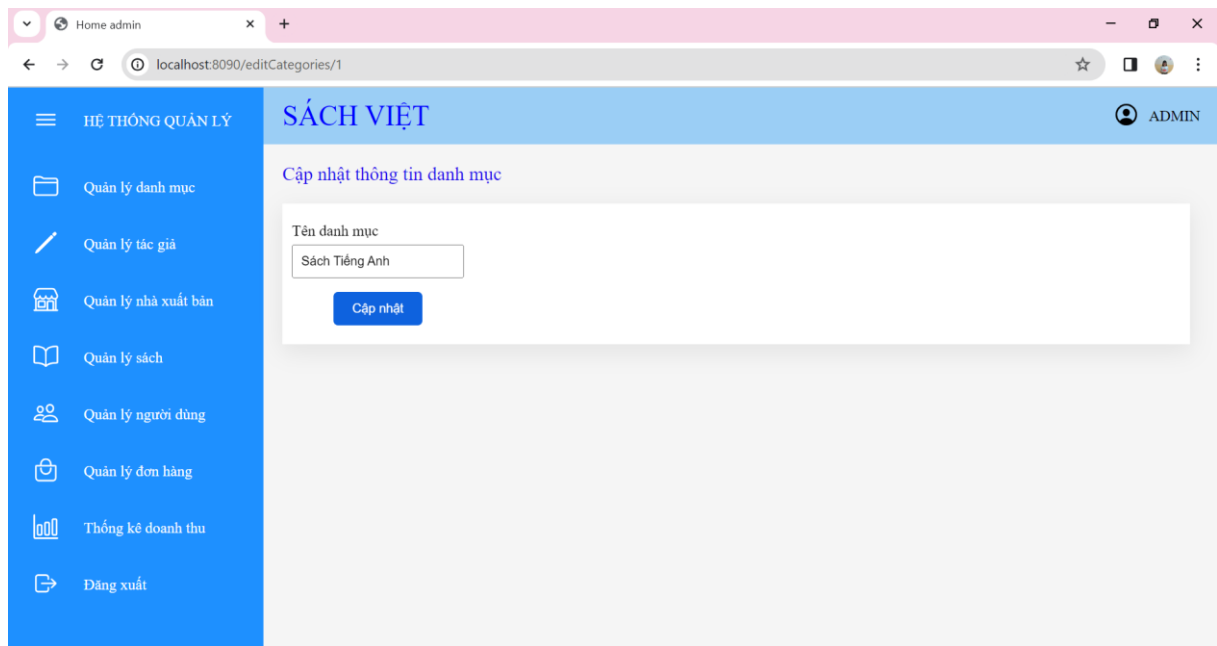 Home admin
localhost:8090/editCategories/1
HỆ THỐNG QUẢN LÝ
SÁCH VIỆT
ADMIN
Quản lý danh mục
Quản lý tác giả
Quản lý nhà xuất bản
Quản lý sách
Quản lý người dùng
Quản lý đơn hàng
Thống kê doanh thu
Đăng xuất
Cập nhật thông tin danh mục
Tên danh mục
Sách Tiếng Anh
Cập nhật